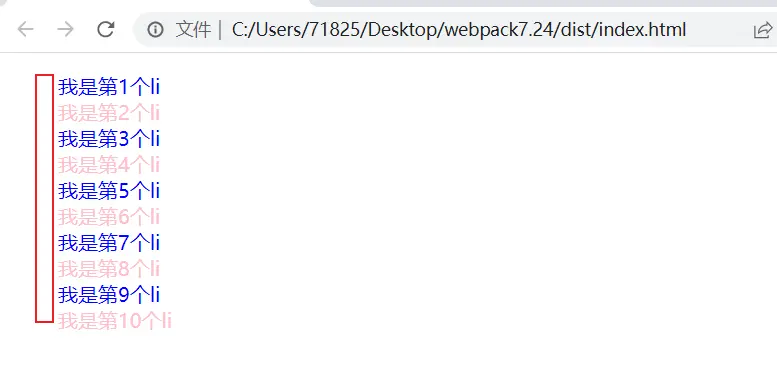 文件 | C:/Users/71825/Desktop/webpack7.24/dist/index.html
我是第1个li
我是第2个li
我是第3个li
我是第4个li
我是第5个li
我是第6个li
我是第7个li
我是第8个li
我是第9个li
我是第10个li